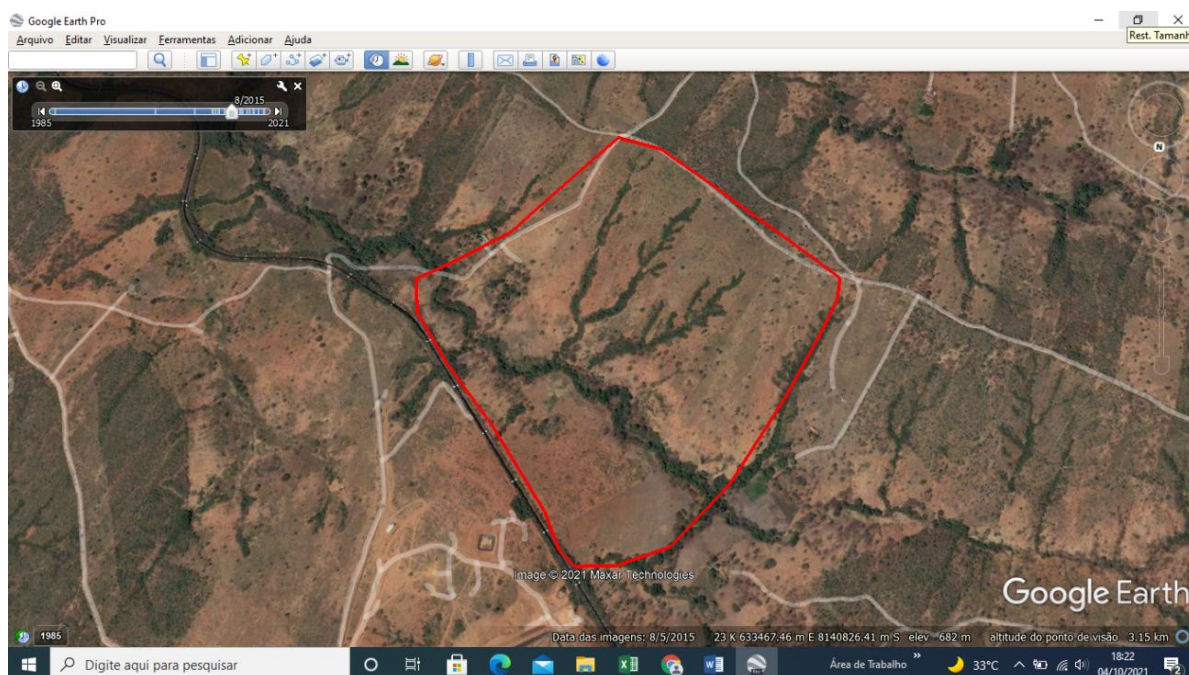 Google Earth Pro
Rest. Tamanh
Arquivo Editar Visualizar Ferramentas Adicionar Ajuda
8/2015
1985 2021
N
Image © 2021 Maxar Technologies
Google Earth
1985
Data das imagens: 8/5/2015 23 K 633467.46 m E 8140826.41 m S elev 682 m altitude do ponto de visão 3.15 km
Digite aqui para pesquisar
Área de Trabalho
33°C
18:22
04/10/2021
2